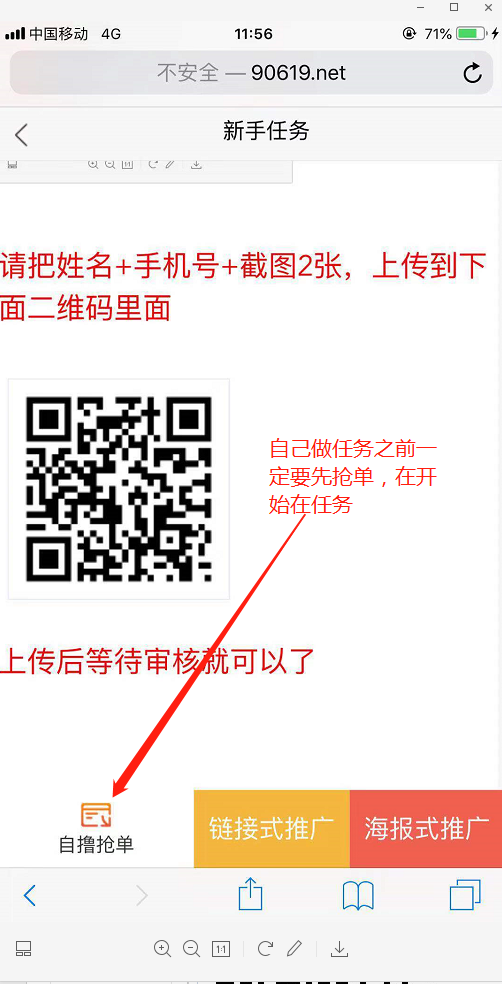 中国移动 4G 11:56 71%
不安全 — 90619.net
新手任务
1:1
请把姓名+手机号+截图2张，上传到下
面二维码里面
自己做任务之前一
定要先抢单，在开
始在任务
上传后等待审核就可以了
自撸抢单 链接式推广 海报式推广
1:1